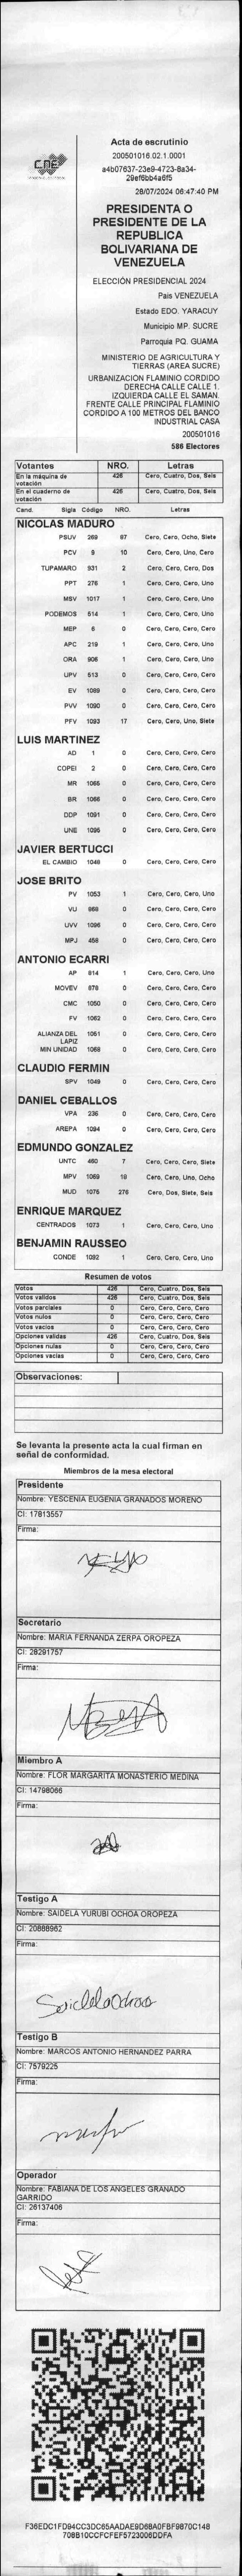 CNE
Acta de escrutinio
200501016.02.1.0001
a4b07637-23e9-4723-8a34-
29ef6bb4a6f5
28/07/2024 06:47:40 PM
PRESIDENTA O
PRESIDENTE DE LA
REPUBLICA
BOLIVARIANA DE
VENEZUELA
ELECCIÓN PRESIDENCIAL 2024
Pais VENEZUELA
Estado EDO. YARACUY
Municipio MP. SUCRE
Parroquia PQ. GUAMA
MINISTERIO DE AGRICULTURA Y
TIERRAS (AREA SUCRE)
URBANIZACION FLAMINIO CORDIDO
DERECHA CALLE CALLE 1.
IZQUIERDA CALLE EL SAMAN.
FRENTE CALLE PRINCIPAL FLAMINIO
CORDIDO A 100 METROS DEL BANCO
INDUSTRIAL CASA
200501016
586 Electores
Votantes NRO. Letras
En la máquina de votación 426 Cero, Cuatro, Dos, Seis
En el cuaderno de votación 426 Cero, Cuatro, Dos, Seis
Cand. Sigla Código NRO. Letras
NICOLAS MADURO
PSUV 269 87 Cero, Cero, Ocho, Siete
PCV 9 10 Cero, Cero, Uno, Cero
TUPAMARO 931 2 Cero, Cero, Cero, Dos
PPT 276 1 Cero, Cero, Cero, Uno
MSV 1017 1 Cero, Cero, Cero, Uno
PODEMOS 514 1 Cero, Cero, Cero, Uno
MEP 6 0 Cero, Cero, Cero, Cero
APC 219 1 Cero, Cero, Cero, Uno
ORA 906 1 Cero, Cero, Cero, Uno
UPV 513 0 Cero, Cero, Cero, Cero
EV 1089 0 Cero, Cero, Cero, Cero
PVV 1090 0 Cero, Cero, Cero, Cero
PFV 1093 17 Cero, Cero, Uno, Siete
LUIS MARTINEZ
AD 1 0 Cero, Cero, Cero, Cero
COPEI 2 0 Cero, Cero, Cero, Cero
MR 1065 0 Cero, Cero, Cero, Cero
BR 1066 0 Cero, Cero, Cero, Cero
DDP 1091 0 Cero, Cero, Cero, Cero
UNE 1095 0 Cero, Cero, Cero, Cero
JAVIER BERTUCCI
EL CAMBIO 1048 0 Cero, Cero, Cero, Cero
JOSE BRITO
PV 1053 1 Cero, Cero, Cero, Uno
VU 868 0 Cero, Cero, Cero, Cero
UVV 1096 0 Cero, Cero, Cero, Cero
MPJ 458 0 Cero, Cero, Cero, Cero
ANTONIO ECARRI
AP 814 1 Cero, Cero, Cero, Uno
MOVEV 878 0 Cero, Cero, Cero, Cero
CMC 1050 0 Cero, Cero, Cero, Cero
FV 1062 0 Cero, Cero, Cero, Cero
ALIANZA DEL LAPIZ 1051 0 Cero, Cero, Cero, Cero
MIN UNIDAD 1068 0 Cero, Cero, Cero, Cero
CLAUDIO FERMIN
SPV 1049 0 Cero, Cero, Cero, Cero
DANIEL CEBALLOS
VPA 236 0 Cero, Cero, Cero, Cero
AREPA 1094 0 Cero, Cero, Cero, Cero
EDMUNDO GONZALEZ
UNTC 460 7 Cero, Cero, Cero, Siete
MPV 1069 18 Cero, Cero, Uno, Ocho
MUD 1075 276 Cero, Dos, Siete, Seis
ENRIQUE MARQUEZ
CENTRADOS 1073 1 Cero, Cero, Cero, Uno
BENJAMIN RAUSSEO
CONDE 1092 1 Cero, Cero, Cero, Uno
Resumen de votos
Votos 426 Cero, Cuatro, Dos, Seis
Votos validos 426 Cero, Cuatro, Dos, Seis
Votos parciales 0 Cero, Cero, Cero, Cero
Votos nulos 0 Cero, Cero, Cero, Cero
Votos vacios 0 Cero, Cero, Cero, Cero
Opciones validas 426 Cero, Cuatro, Dos, Seis
Opciones nulas 0 Cero, Cero, Cero, Cero
Opciones vacias 0 Cero, Cero, Cero, Cero
Observaciones:
Se levanta la presente acta la cual firman en
señal de conformidad.
Miembros de la mesa electoral
Presidente
Nombre: YESCENIA EUGENIA GRANADOS MORENO
CI: 17813557
Firma:
Secretario
Nombre: MARIA FERNANDA ZERPA OROPEZA
CI: 28291757
Firma:
Miembro A
Nombre: FLOR MARGARITA MONASTERIO MEDINA
CI: 14798066
Firma:
Testigo A
Nombre: SAIDELA YURUBI OCHOA OROPEZA
CI: 20888962
Firma:
Testigo B
Nombre: MARCOS ANTONIO HERNANDEZ PARRA
CI: 7579225
Firma:
Operador
Nombre: FABIANA DE LOS ANGELES GRANADO
GARRIDO
CI: 26137406
Firma:
F36EDC1FD94CC3DC65AADAE9D68A0FBF9870C148
708B10CCFCFEF5723006DDFA